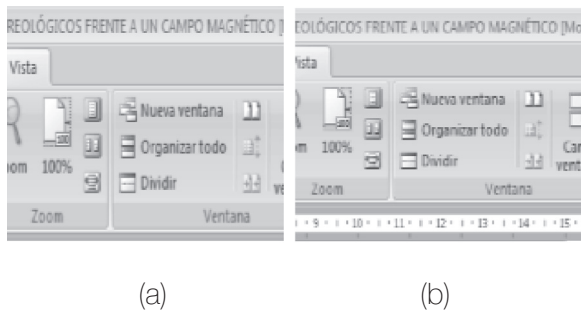 REOLÓGICOS FRENTE A UN CAMPO MAGNÉTICO [
Vista
Nueva ventana
Organizar todo
Dividir
100%
Zoom
Ventana
EOLÓGICOS FRENTE A UN CAMPO MAGNÉTICO [Mo
Vista
Nueva ventana
Organizar todo
Dividir
100%
Zoom
Ventana
9 10 11 12 13 14 15
(a)
(b)